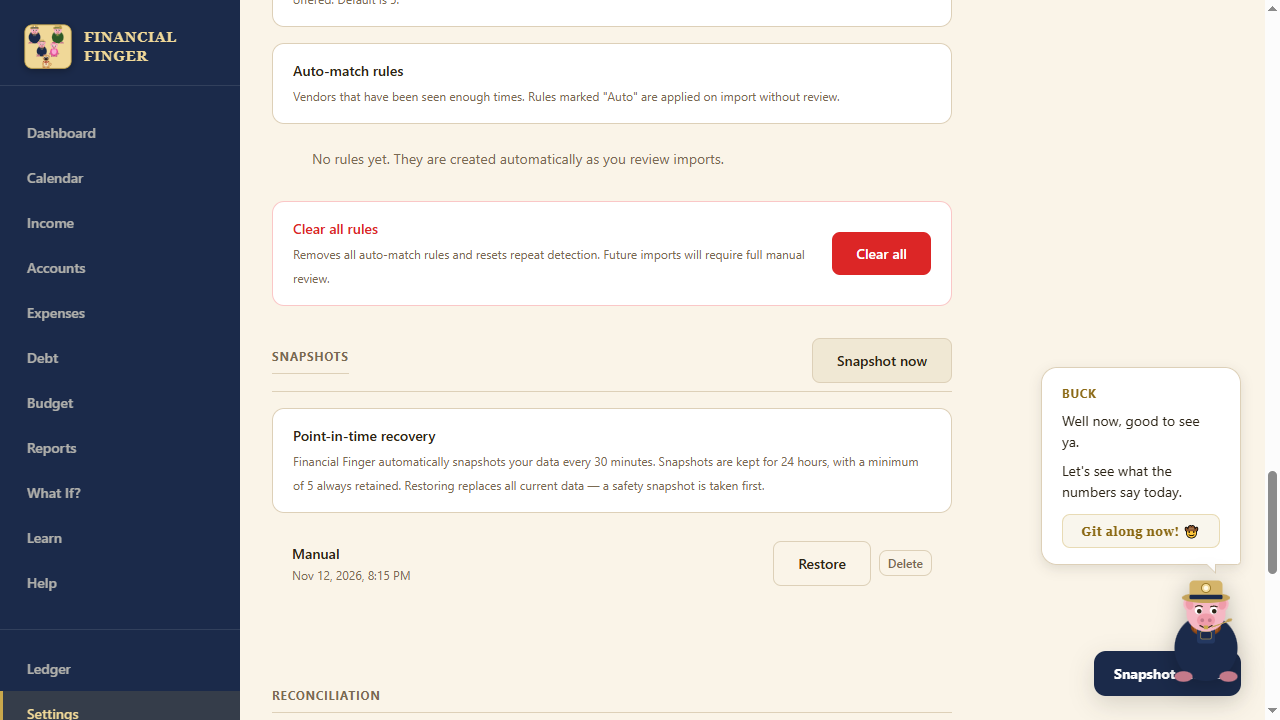 FINANCIAL
FINGER
Dashboard
Calendar
Income
Accounts
Expenses
Debt
Budget
Reports
What If?
Learn
Help
Ledger
Settings
offered. Default is 5.
Auto-match rules
Vendors that have been seen enough times. Rules marked "Auto" are applied on import without review.
No rules yet. They are created automatically as you review imports.
Clear all rules
Removes all auto-match rules and resets repeat detection. Future imports will require full manual
review.
Clear all
SNAPSHOTS
Snapshot now
Point-in-time recovery
Financial Finger automatically snapshots your data every 30 minutes. Snapshots are kept for 24 hours, with a minimum
of 5 always retained. Restoring replaces all current data — a safety snapshot is taken first.
Manual
Nov 12, 2026, 8:15 PM
Restore
Delete
RECONCILIATION
BUCK
Well now, good to see
ya.
Let's see what the
numbers say today.
Git along now! 🤠
Snapshot